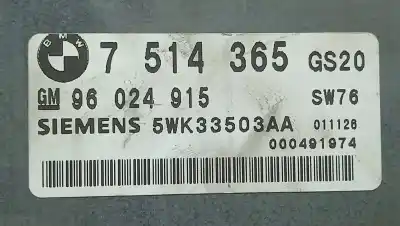 BMW 7 514 365 GS20
GM 96 024 915 SW76
SIEMENS 5WK33503AA 011126
000491974